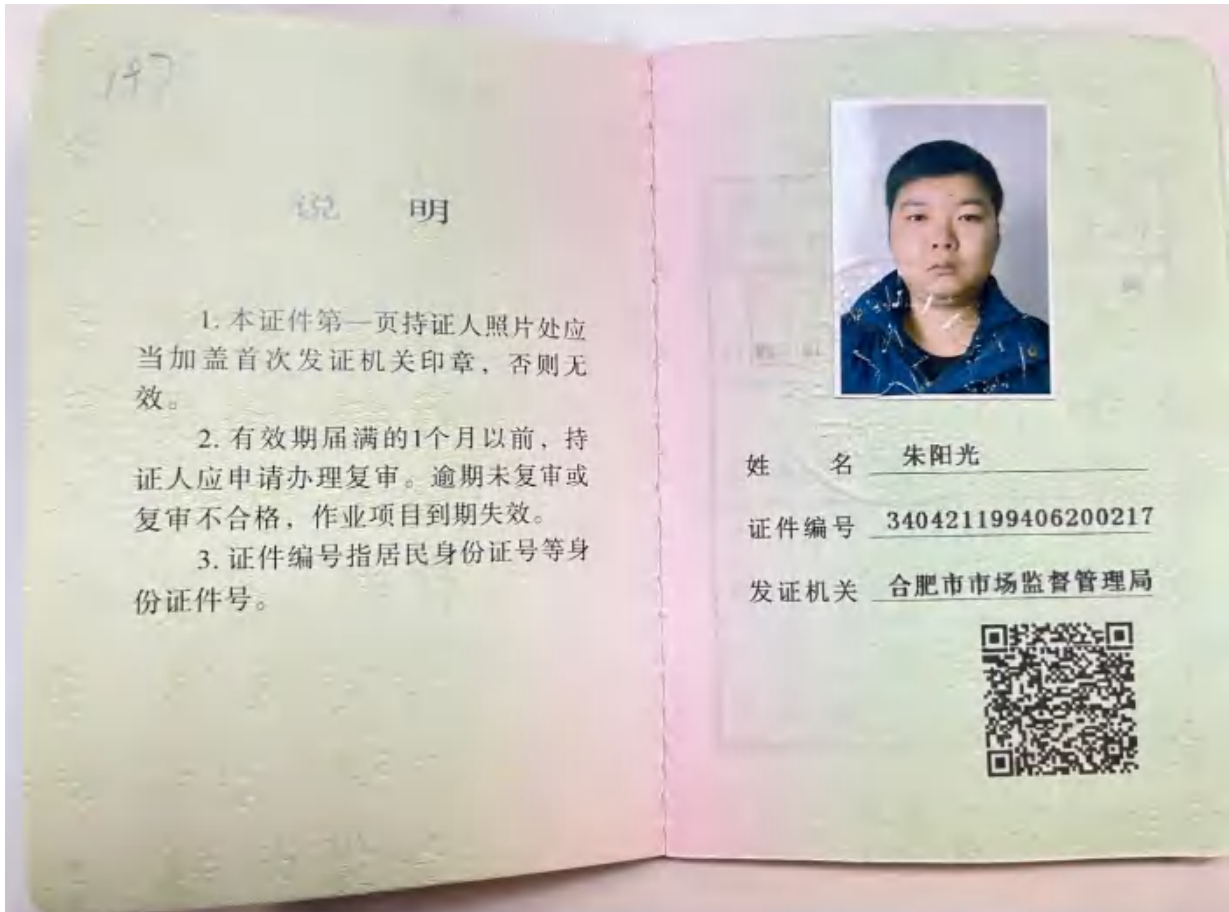 147
说 明
1. 本证件第一页持证人照片处应
当加盖首次发证机关印章，否则无
效。
2. 有效期届满的1个月以前，持
证人应申请办理复审。逾期未复审或
复审不合格，作业项目到期失效。
3. 证件编号指居民身份证号等身
份证件号。
姓 名 朱阳光
证件编号 340421199406200217
发证机关 合肥市市场监督管理局